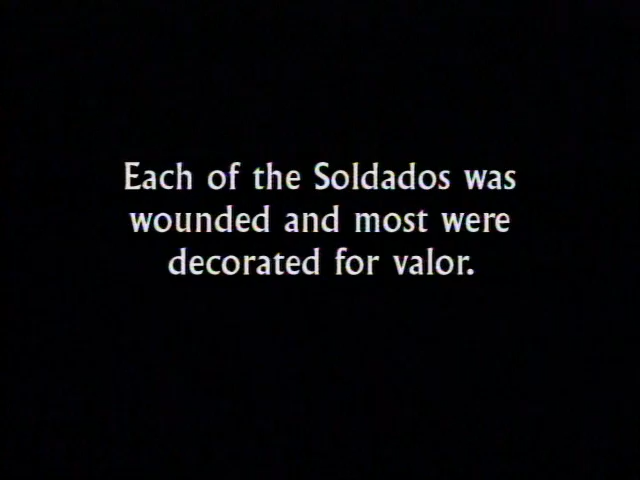 Each of the Soldados was
wounded and most were
decorated for valor.